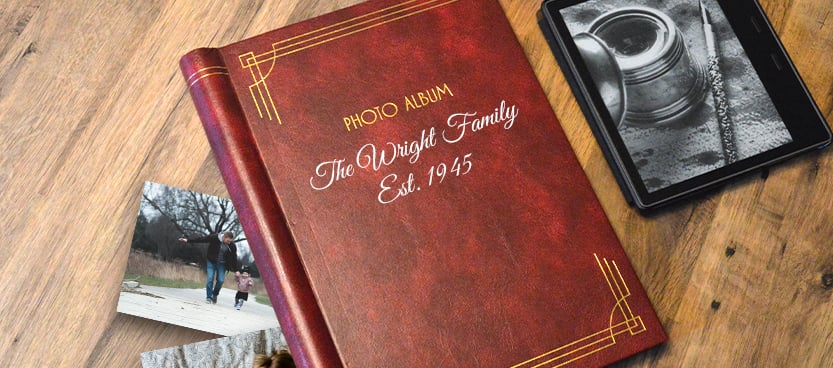 PHOTO ALBUM
The Wright Family
Est. 1945